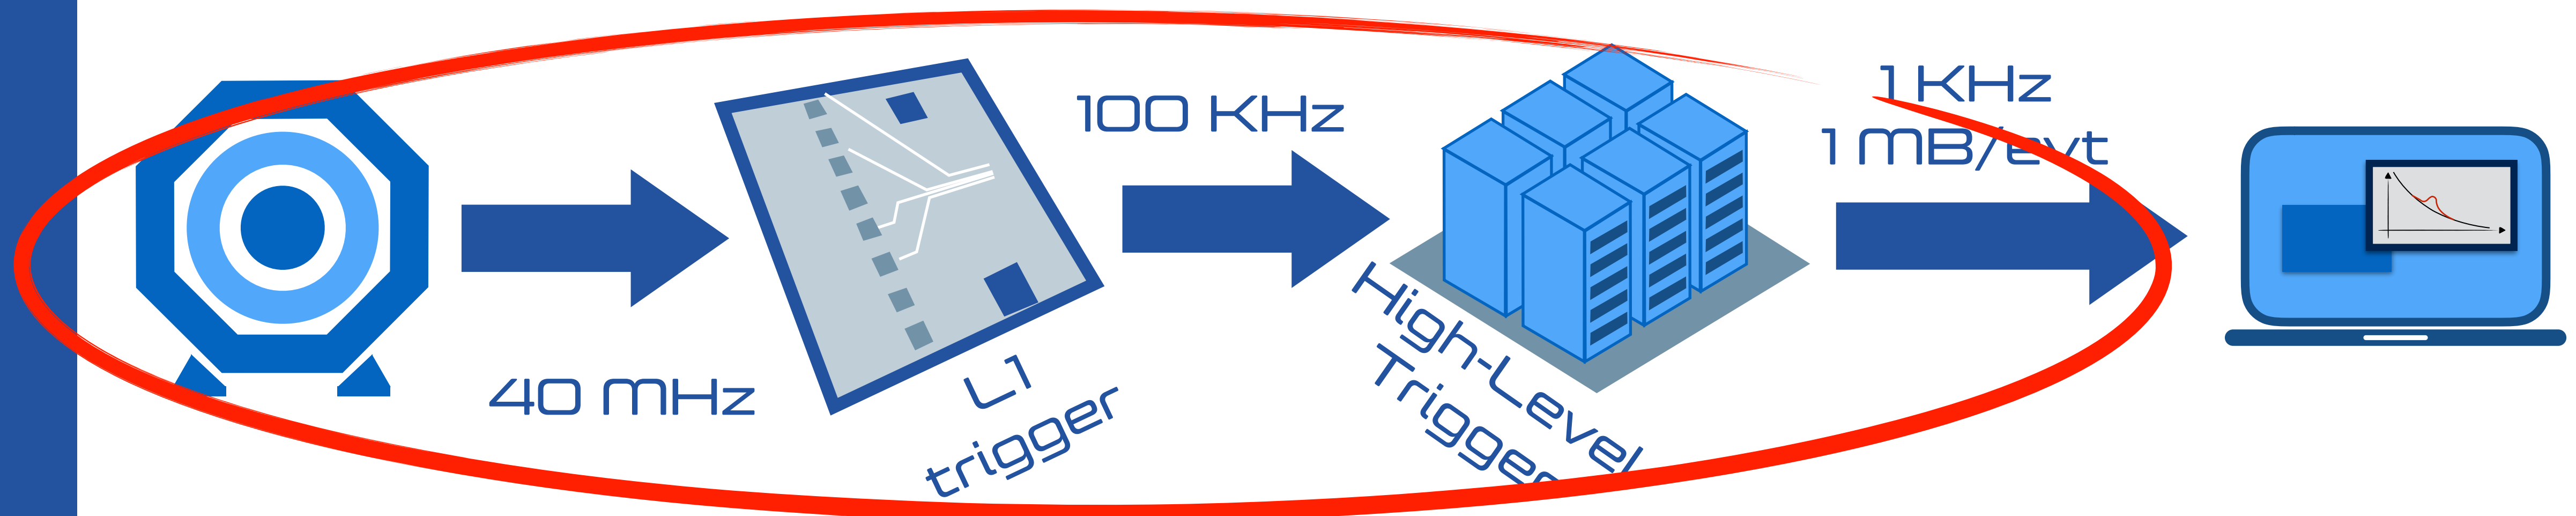 40 MHz
L1
trigger
100 KHz
High-Level
Trigger
1 KHz
1 MB/evt